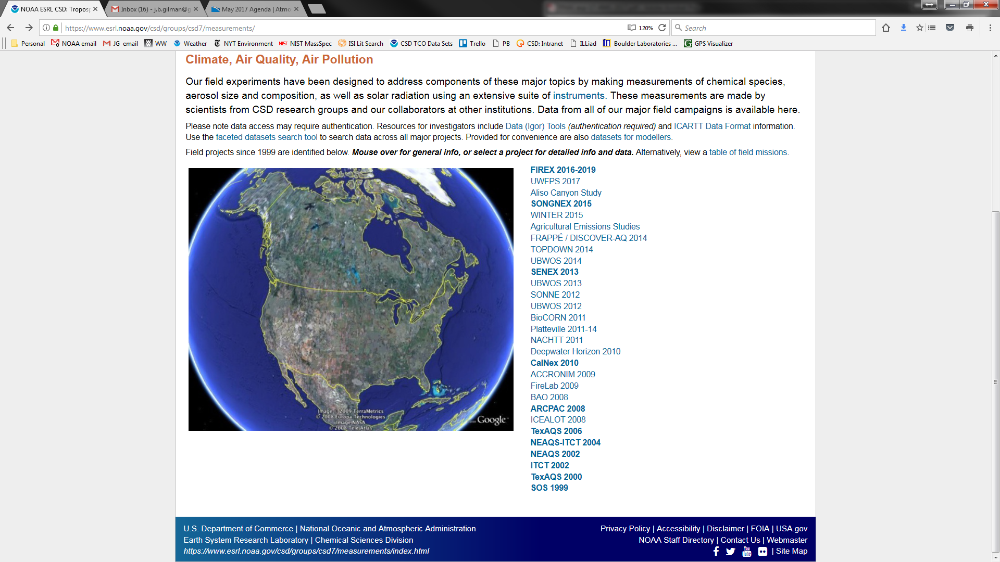 NOAA ESRL CSD: Tropos
Inbox (16) - j.b.gilman@g
May 2017 Agenda | Atmo
https://www.esrl.noaa.gov/csd/groups/csd7/measurements/
120%
Search
Personal NOAA email JG email WW Weather NYT Environment NIST NIST MassSpec ISI Lit Search CSD TCO Data Sets Trello PB CSD: Intranet ILLiad Boulder Laboratories ... GPS Visualizer
Climate, Air Quality, Air Pollution
Our field experiments have been designed to address components of these major topics by making measurements of chemical species,
aerosol size and composition, as well as solar radiation using an extensive suite of instruments. These measurements are made by
scientists from CSD research groups and our collaborators at other institutions. Data from all of our major field campaigns is available here.
Please note data access may require authentication. Resources for investigators include Data (Igor) Tools (authentication required) and ICARTT Data Format information.
Use the faceted datasets search tool to search data across all major projects. Provided for convenience are also datasets for modellers.
Field projects since 1999 are identified below. Mouse over for general info, or select a project for detailed info and data. Alternatively, view a table of field missions.
Image © 2009 TerraMetrics
© 2008 Europa Technologies
Image NASA
© 2008 Tele Atlas
Google
FIREX 2016-2019
UWFPS 2017
Aliso Canyon Study
SONGNEX 2015
WINTER 2015
Agricultural Emissions Studies
FRAPPÉ / DISCOVER-AQ 2014
TOPDOWN 2014
UBWOS 2014
SENEX 2013
UBWOS 2013
SONNE 2012
UBWOS 2012
BioCORN 2011
Platteville 2011-14
NACHTT 2011
Deepwater Horizon 2010
CalNex 2010
ACCRONIM 2009
FireLab 2009
BAO 2008
ARCPAC 2008
ICEALOT 2008
TexAQS 2006
NEAQS-ITCT 2004
NEAQS 2002
ITCT 2002
TexAQS 2000
SOS 1999
U.S. Department of Commerce | National Oceanic and Atmospheric Administration
Earth System Research Laboratory | Chemical Sciences Division
https://www.esrl.noaa.gov/csd/groups/csd7/measurements/index.html
Privacy Policy | Accessibility | Disclaimer | FOIA | USA.gov
NOAA Staff Directory | Contact Us | Webmaster
You Tube | Site Map